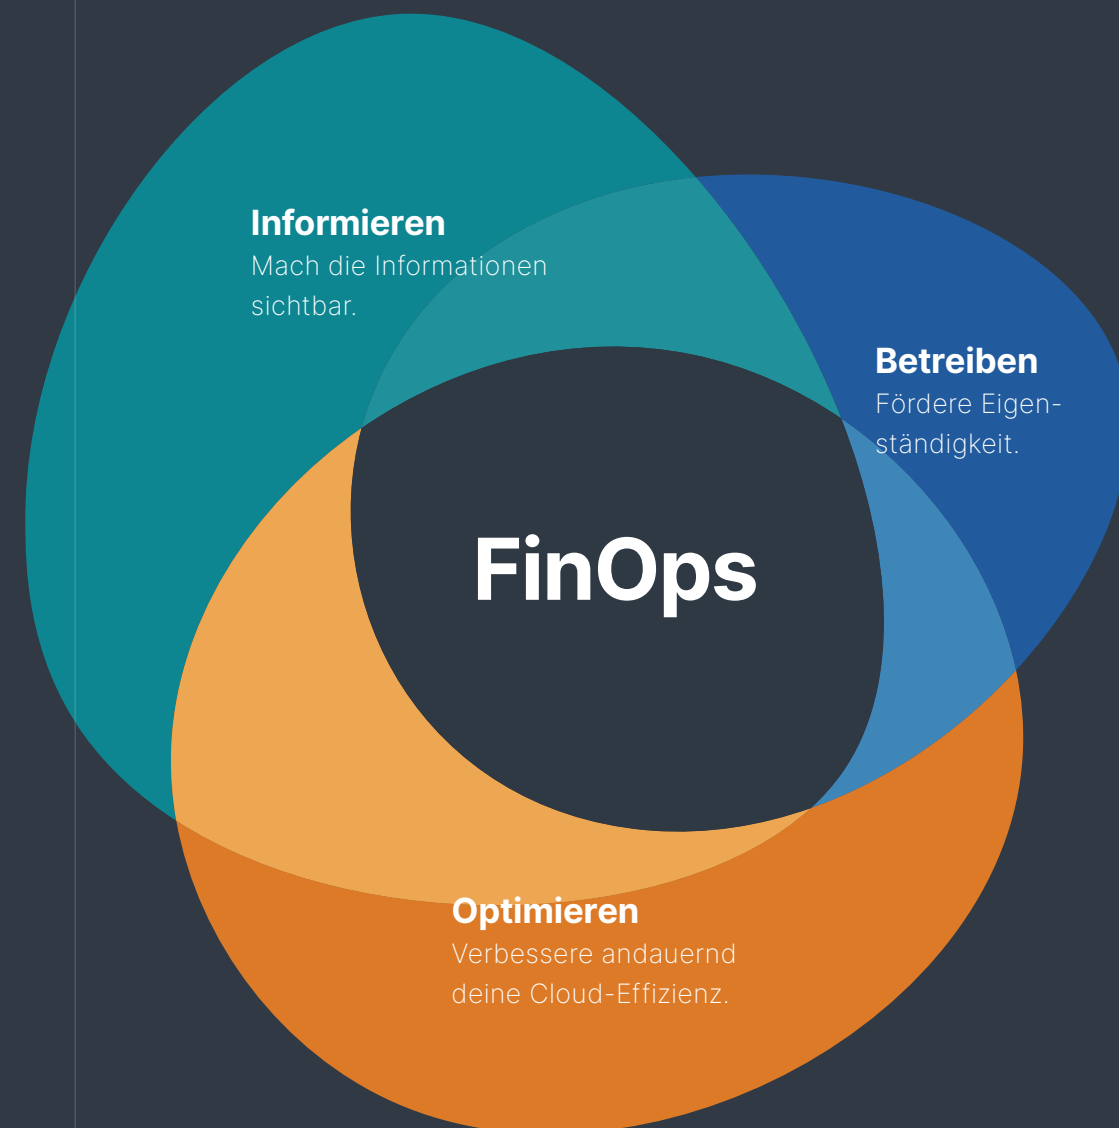 Informieren
Mach die Informationen
sichtbar.
Betreiben
Fördere Eigen-
ständigkeit.
FinOps
Optimieren
Verbessere andauernd
deine Cloud-Effizienz.